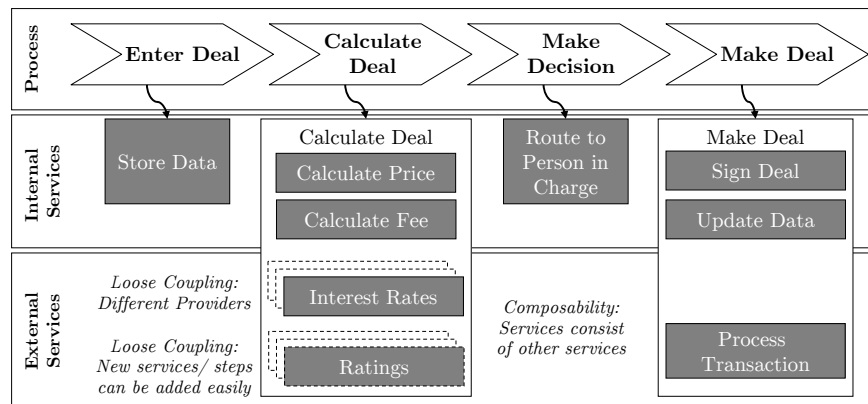 Process
Enter Deal
Calculate
Deal
Make
Decision
Make Deal
Internal
Services
Store Data
Calculate Deal
Calculate Price
Calculate Fee
Route to
Person in
Charge
Make Deal
Sign Deal
Update Data
External
Services
Loose Coupling:
Different Providers
Loose Coupling:
New services/ steps
can be added easily
Interest Rates
Ratings
Composability:
Services consist
of other services
Process
Transaction